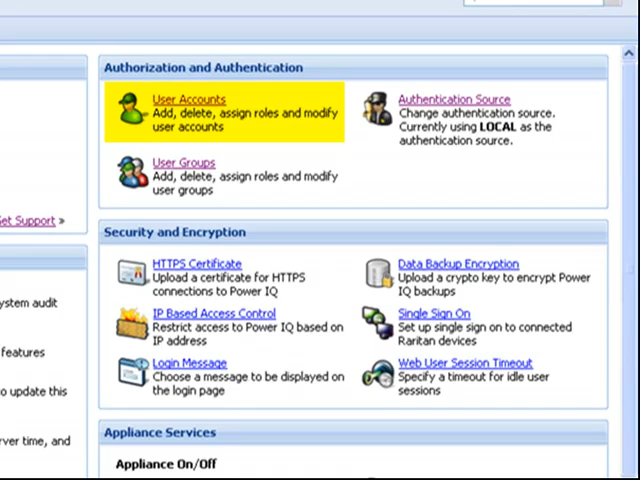 Authorization and Authentication
User Accounts
Add, delete, assign roles and modify
user accounts
Authentication Source
Change authentication source.
Currently using LOCAL as the
authentication source.
User Groups
Add, delete, assign roles and modify
user groups
Get Support »
Security and Encryption
HTTPS Certificate
Upload a certificate for HTTPS
connections to Power IQ
Data Backup Encryption
Upload a crypto key to encrypt Power
IQ backups
ystem audit
IP Based Access Control
Restrict access to Power IQ based on
IP address
Single Sign On
Set up single sign on to connected
Raritan devices
features
Login Message
Choose a message to be displayed on
the login page
Web User Session Timeout
Specify a timeout for idle user
sessions
o update this
rver time, and
Appliance Services
Appliance On/Off